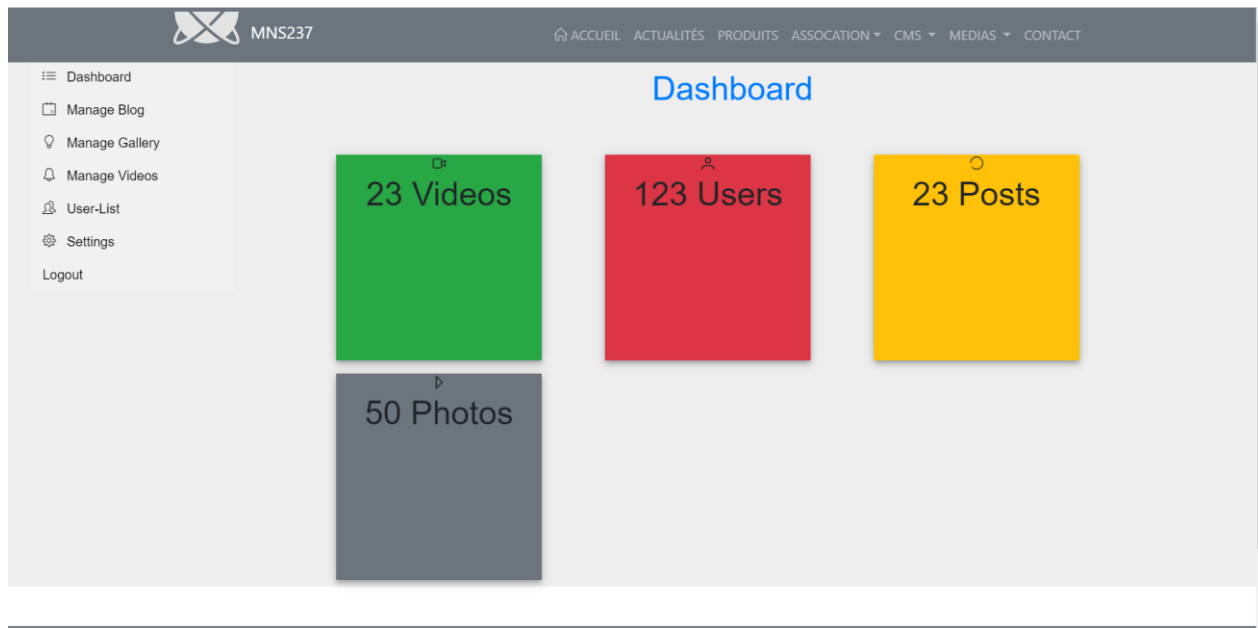 MNS237
ACCUEIL ACTUALITÉS PRODUITS ASSOCATION CMS MEDIAS CONTACT
Dashboard
Manage Blog
Manage Gallery
Manage Videos
User-List
Settings
Logout
Dashboard
23 Videos
123 Users
23 Posts
50 Photos